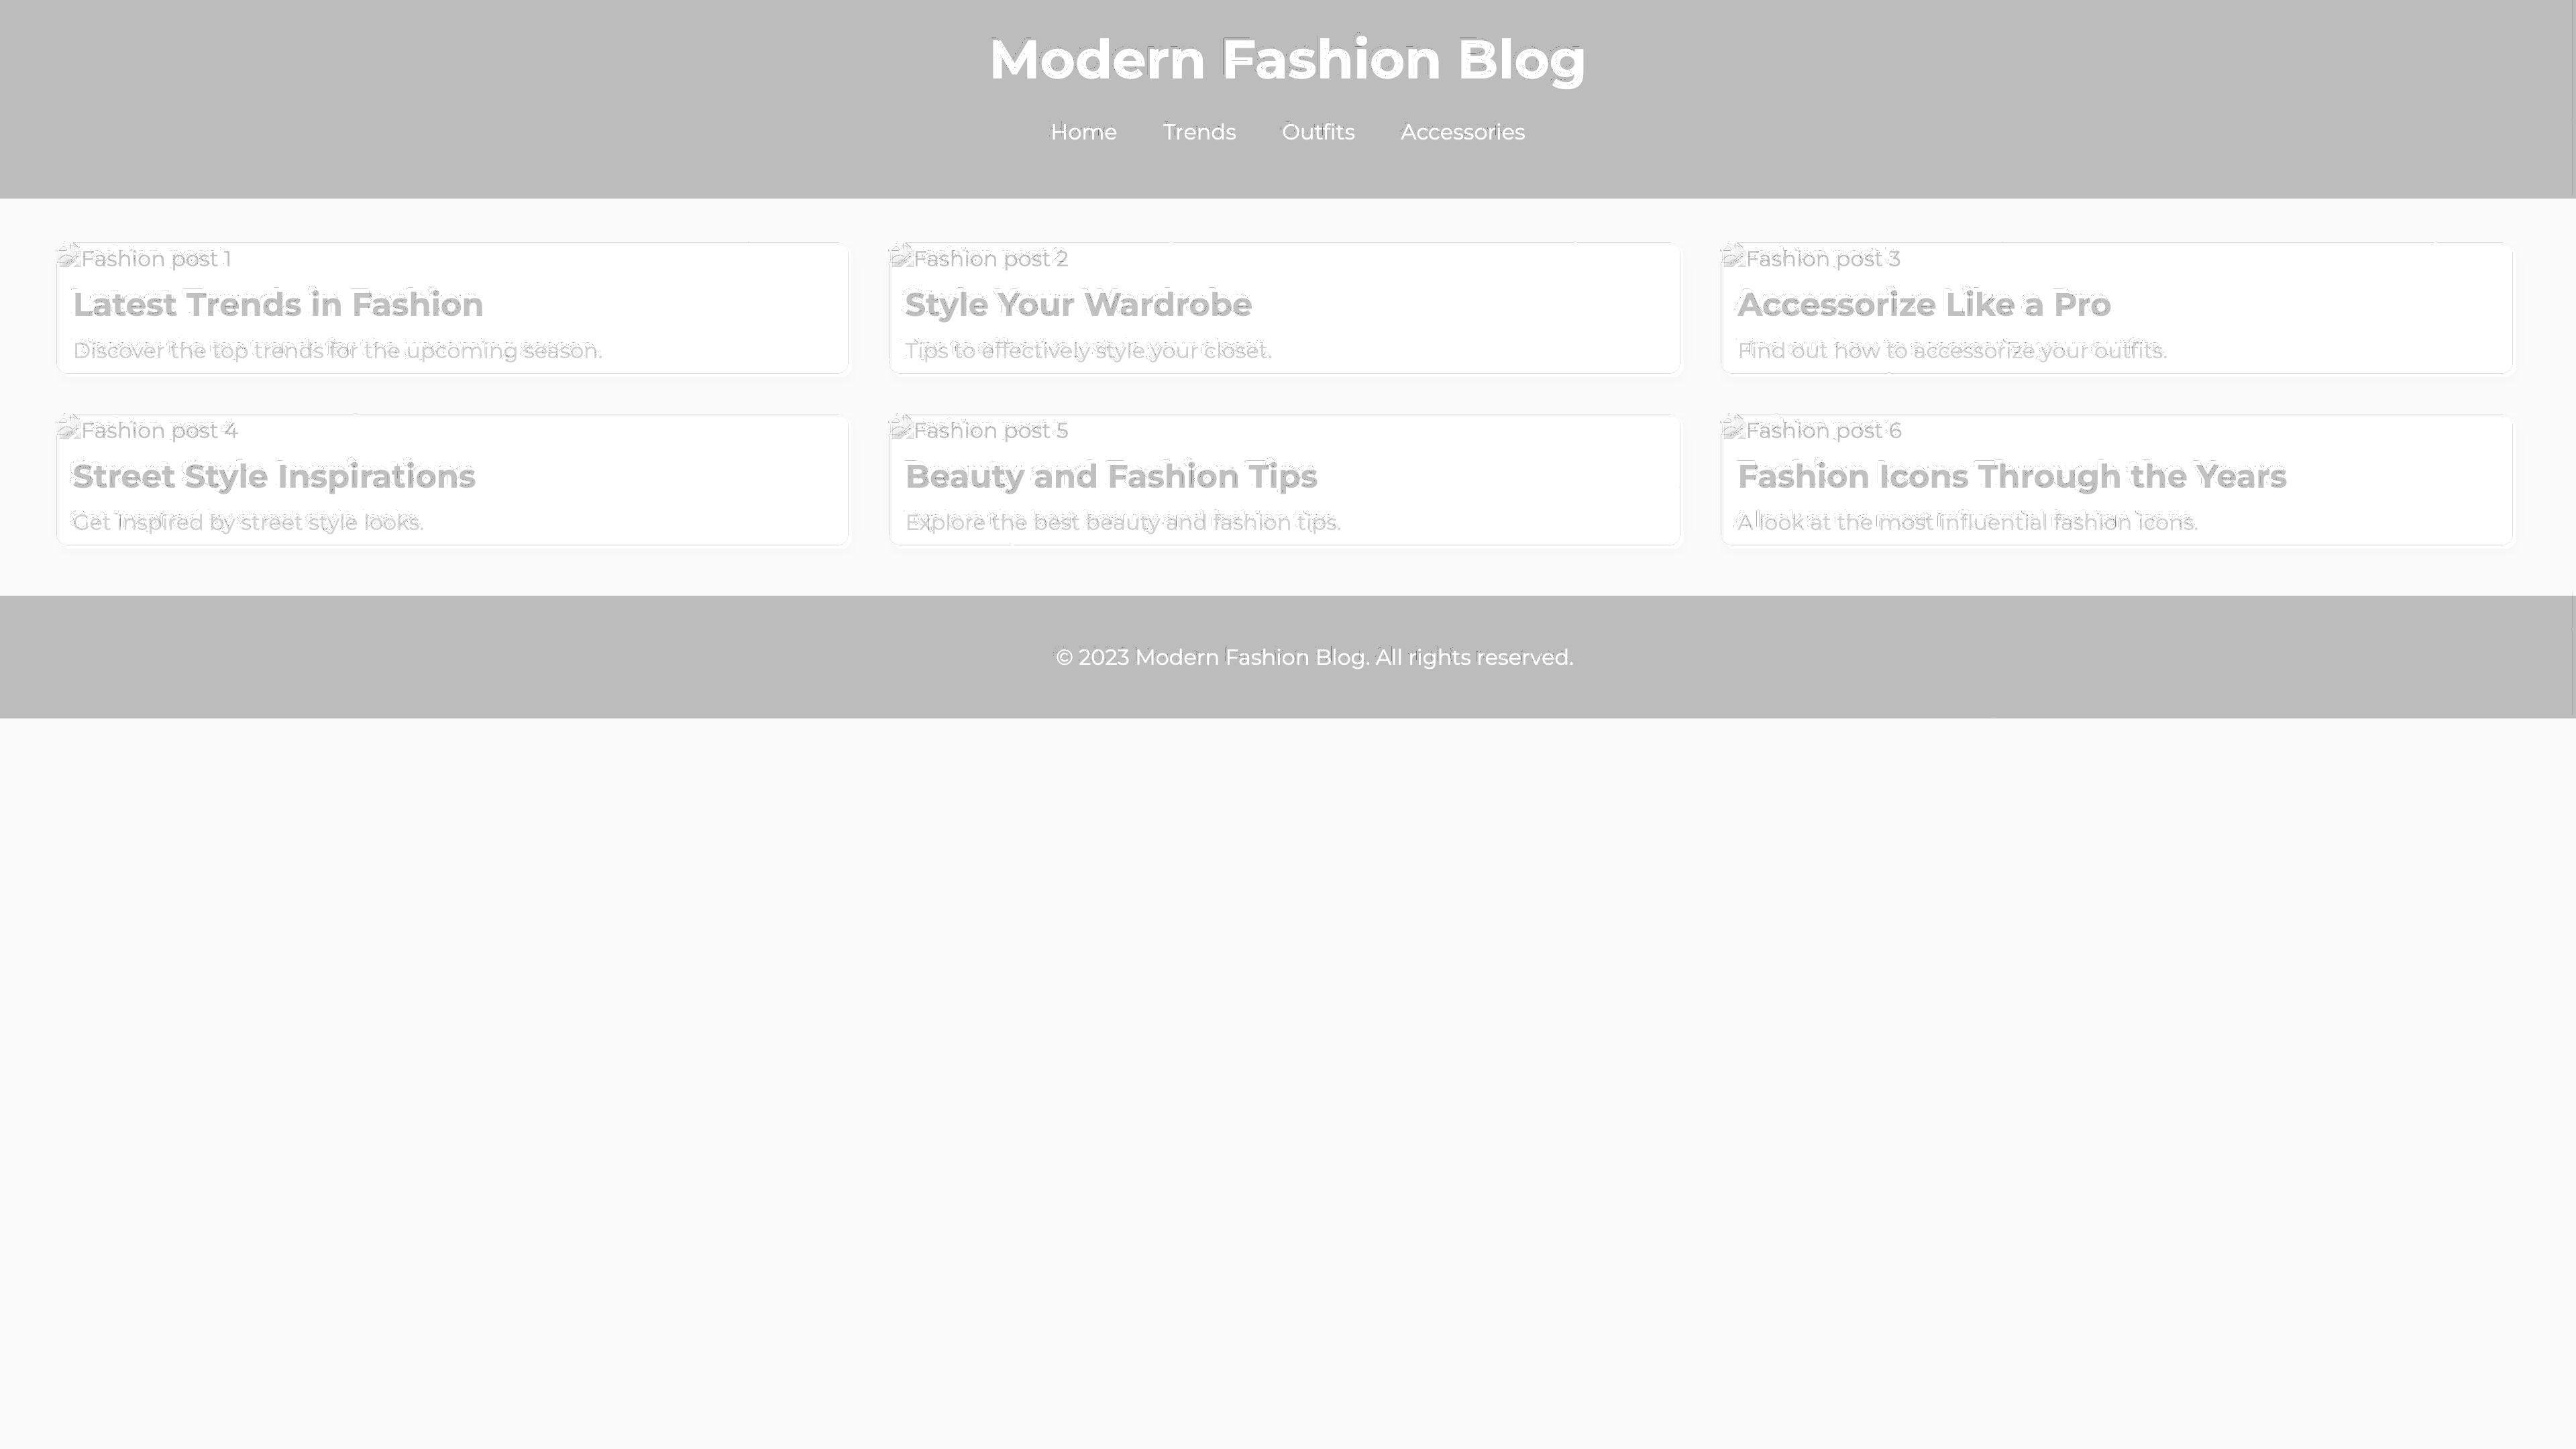 Modern Fashion Blog
Home Trends Outfits Accessories
Fashion post 1
Latest Trends in Fashion
Discover the top trends for the upcoming season.
Fashion post 2
Style Your Wardrobe
Tips to effectively style your closet.
Fashion post 3
Accessorize Like a Pro
Find out how to accessorize your outfits.
Fashion post 4
Street Style Inspirations
Get inspired by street style looks.
Fashion post 5
Beauty and Fashion Tips
Explore the best beauty and fashion tips.
Fashion post 6
Fashion Icons Through the Years
A look at the most influential fashion icons.
© 2023 Modern Fashion Blog. All rights reserved.